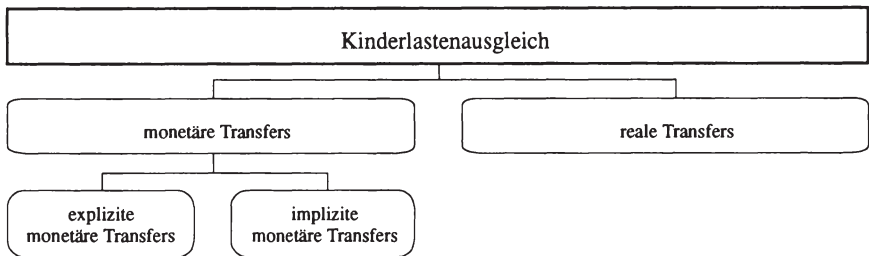 Kinderlastenausgleich
monetäre Transfers
reale Transfers
explizite
monetäre Transfers
implizite
monetäre Transfers